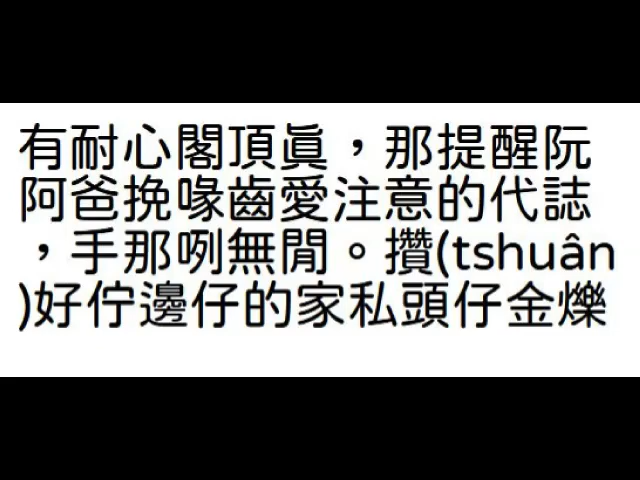 有耐心閣頂眞，那提醒阮
阿爸挽喙齒愛注意的代誌
，手那咧無閒。攢(tshuân
)好佇邊仔的家私頭仔金爍